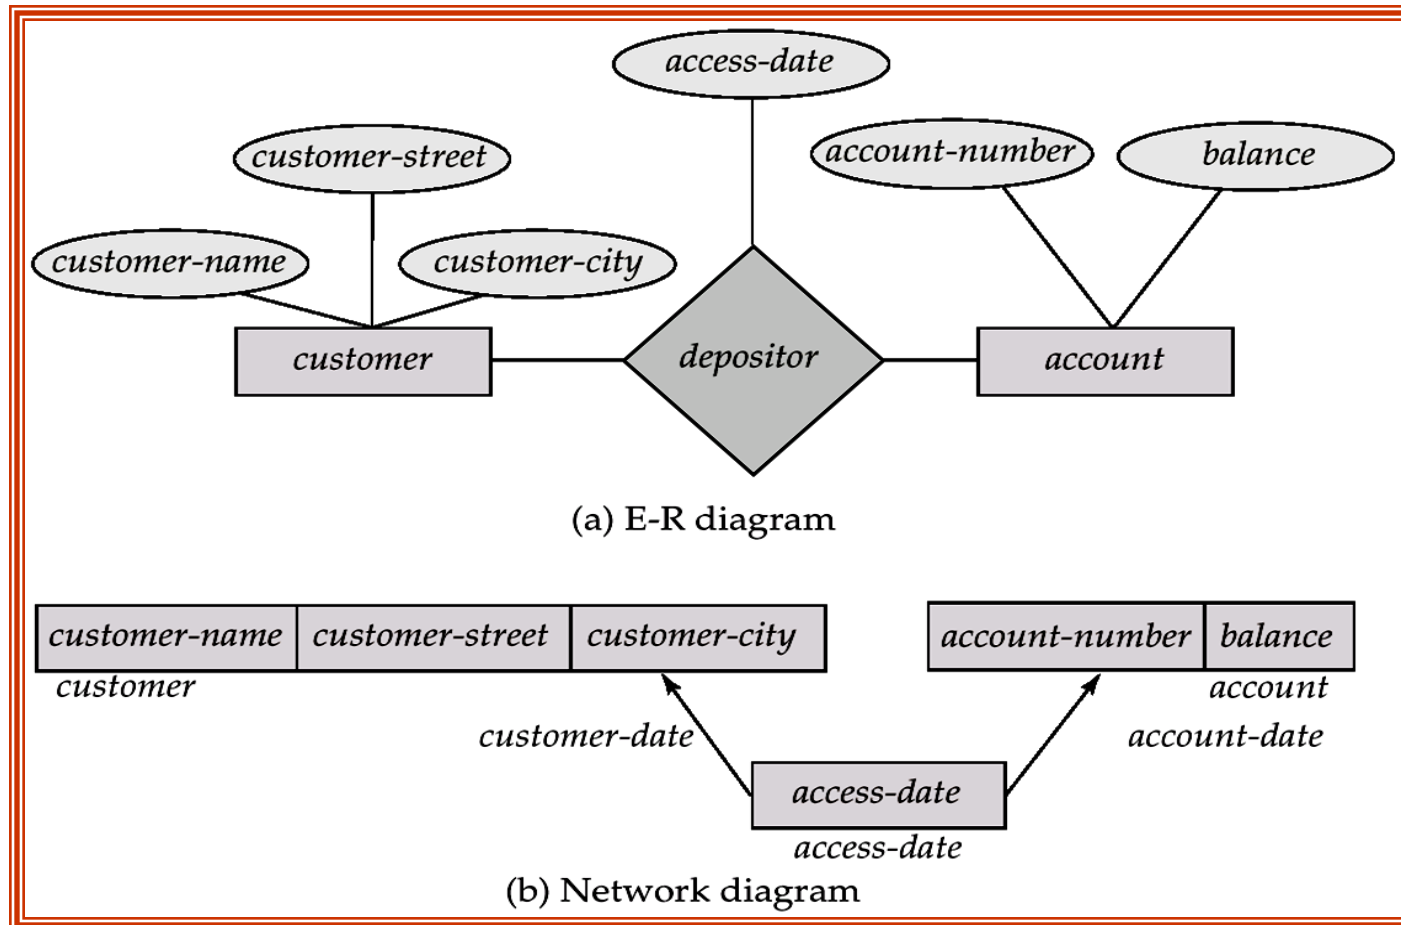 access-date
customer-street
account-number
balance
customer-name
customer-city
customer
depositor
account
(a) E-R diagram
customer-name customer-street customer-city
account-number balance
customer
account
customer-date
account-date
access-date
access-date
(b) Network diagram